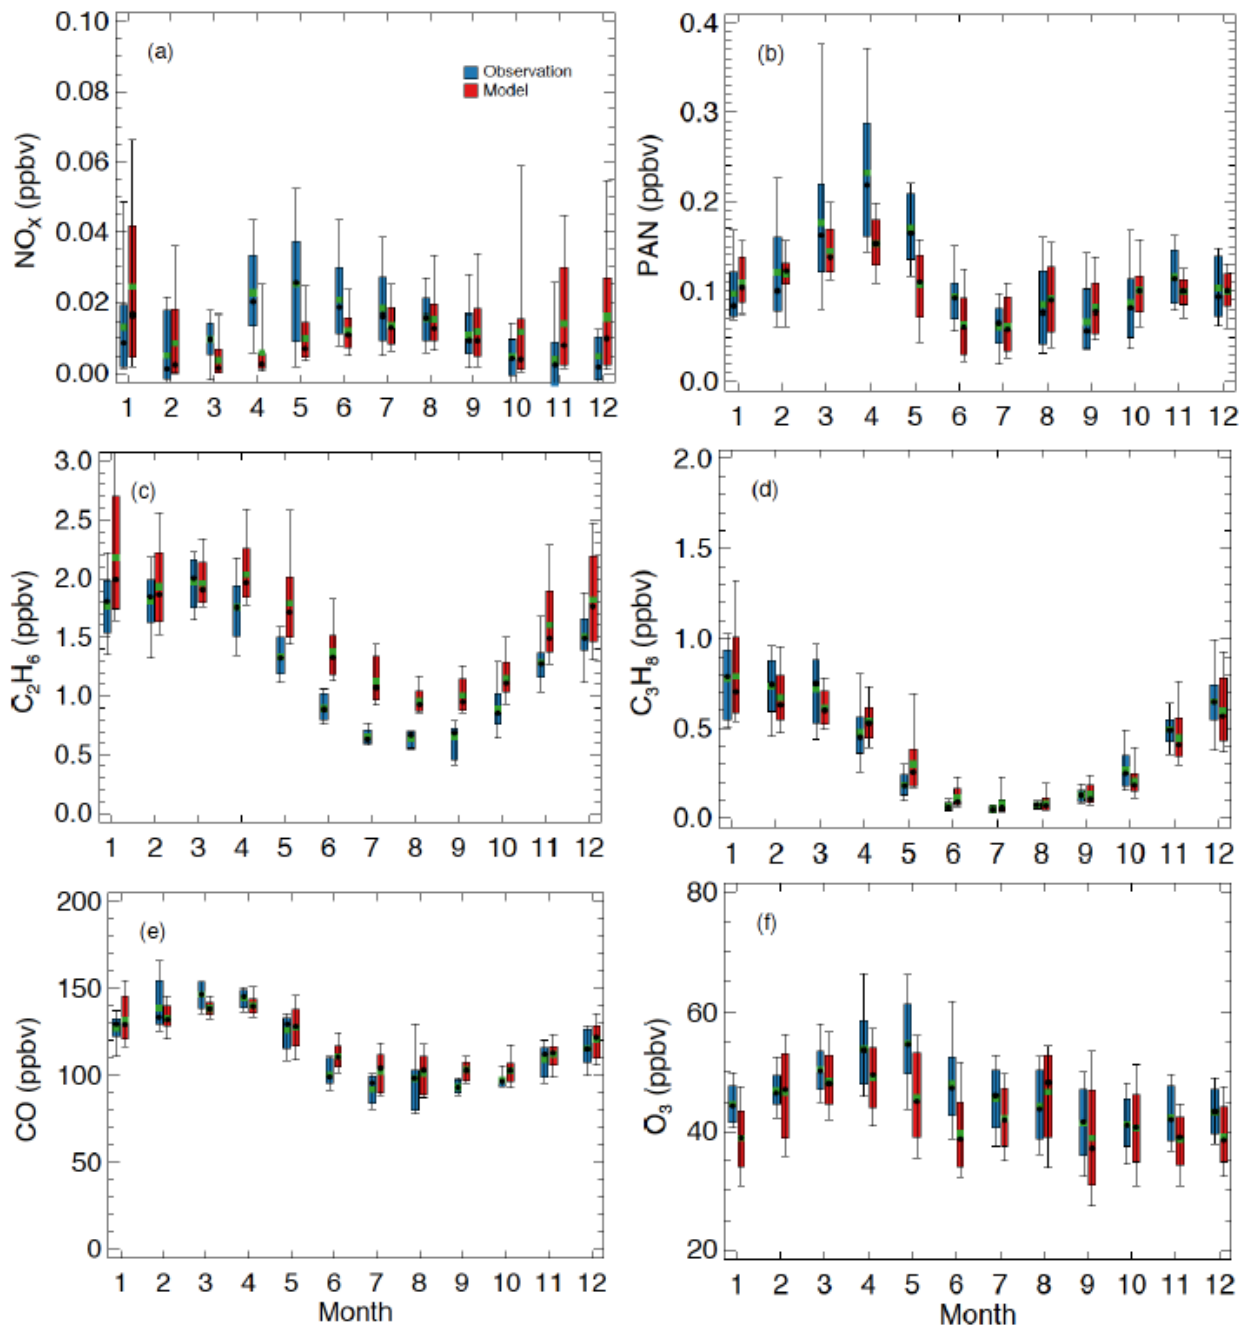 (a)
Observation
Model
NOX (ppbv)
0.10
0.08
0.06
0.04
0.02
0.00
1 2 3 4 5 6 7 8 9 10 11 12
(b)
PAN (ppbv)
0.4
0.3
0.2
0.1
0.0
1 2 3 4 5 6 7 8 9 10 11 12
(c)
C2H6 (ppbv)
3.0
2.5
2.0
1.5
1.0
0.5
0.0
1 2 3 4 5 6 7 8 9 10 11 12
(d)
C3H8 (ppbv)
2.0
1.5
1.0
0.5
0.0
1 2 3 4 5 6 7 8 9 10 11 12
(e)
CO (ppbv)
200
150
100
50
0
1 2 3 4 5 6 7 8 9 10 11 12
Month
(f)
O3 (ppbv)
80
60
40
20
1 2 3 4 5 6 7 8 9 10 11 12
Month